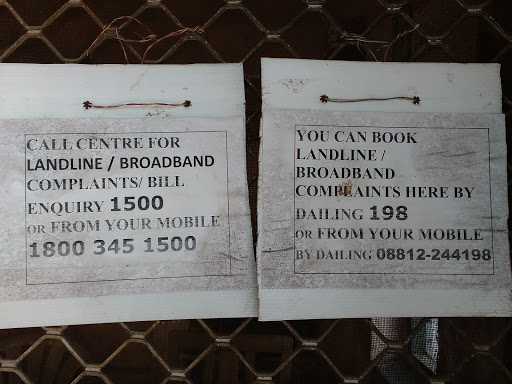 CALL CENTRE FOR
LANDLINE / BROADBAND
COMPLAINTS/ BILL
ENQUIRY 1500
OR FROM YOUR MOBILE
1800 345 1500
YOU CAN BOOK
LANDLINE /
BROADBAND
COMPLAINTS HERE BY
DAILING 198
OR FROM YOUR MOBILE
BY DAILING 08812-244198